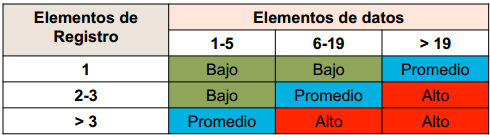 Elementos de Registro Elementos de datos
1-5 6-19 > 19
1 Bajo Bajo Promedio
2-3 Bajo Promedio Alto
> 3 Promedio Alto Alto